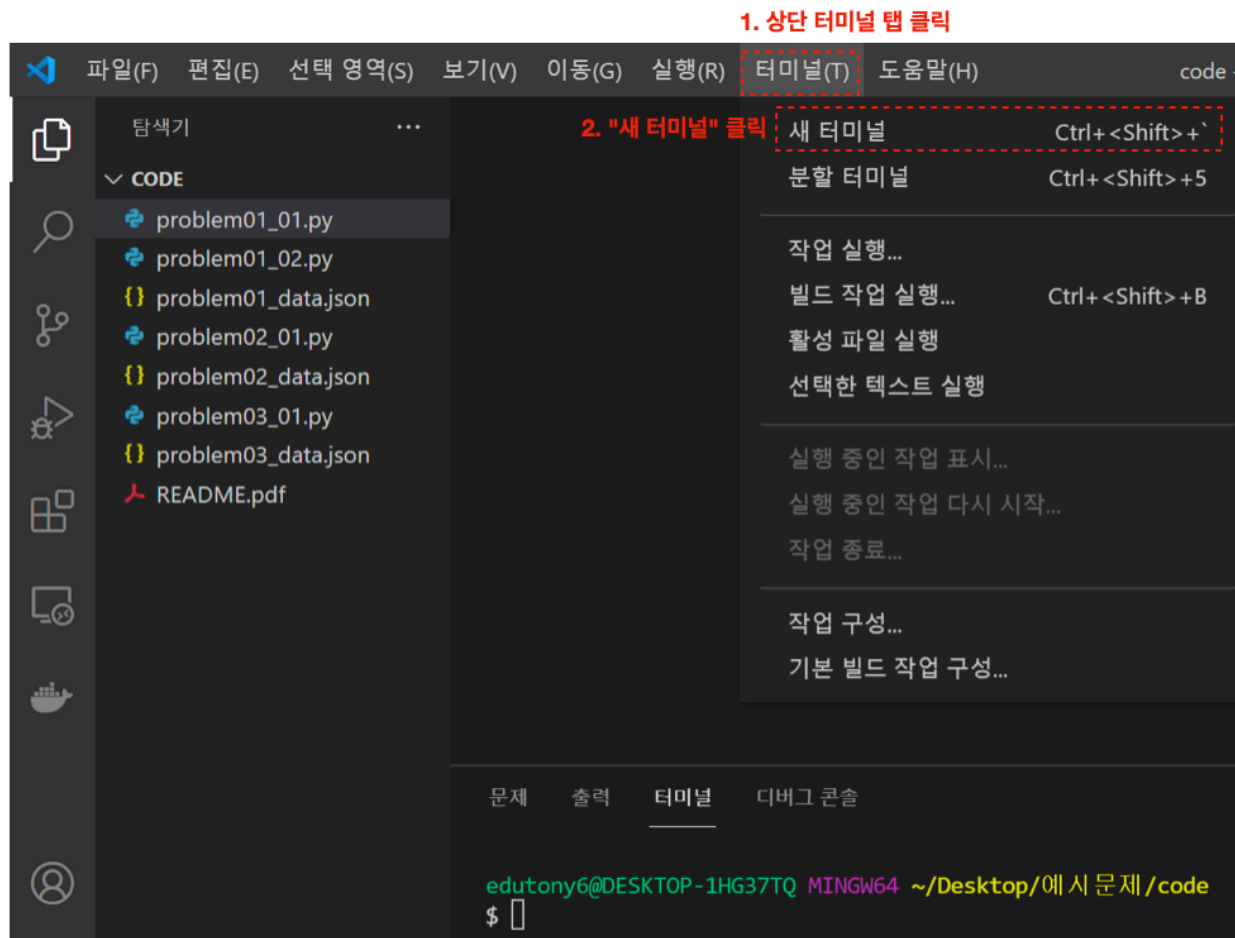 1. 상단 터미널 탭 클릭
파일(F) 편집(E) 선택 영역(S) 보기(V) 이동(G) 실행(R) 터미널(T) 도움말(H) code -
탐색기 ...
2. "새 터미널" 클릭
새 터미널 Ctrl+<Shift>+`
분할 터미널 Ctrl+<Shift>+5
작업 실행...
빌드 작업 실행... Ctrl+<Shift>+B
활성 파일 실행
선택한 텍스트 실행
실행 중인 작업 표시...
실행 중인 작업 다시 시작...
작업 종료...
작업 구성...
기본 빌드 작업 구성...
CODE
problem01_01.py
problem01_02.py
{} problem01_data.json
problem02_01.py
{} problem02_data.json
problem03_01.py
{} problem03_data.json
README.pdf
문제 출력 터미널 디버그 콘솔
edutony6@DESKTOP-1HG37TQ MINGW64 ~/Desktop/예시문제/code
$